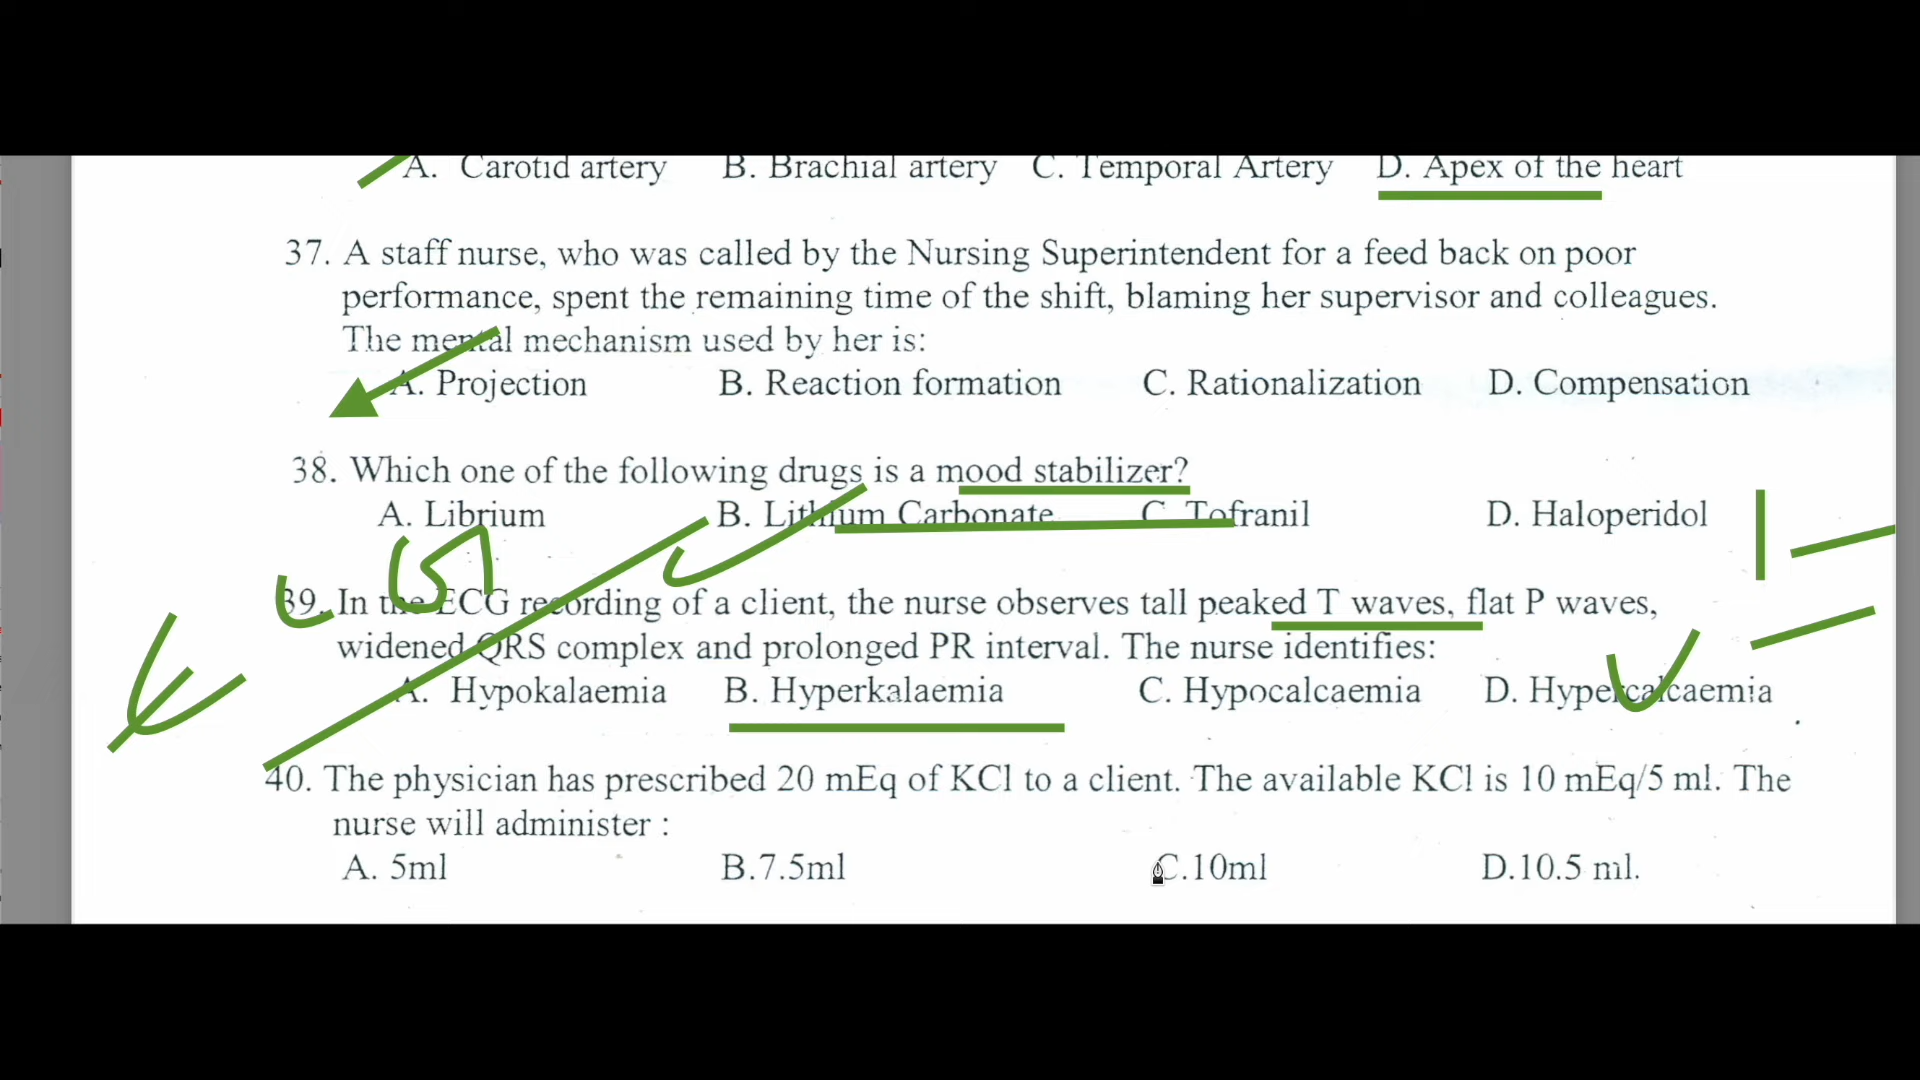 A. Carotid artery B. Brachial artery C. Temporal Artery D. Apex of the heart
37. A staff nurse, who was called by the Nursing Superintendent for a feed back on poor
performance, spent the remaining time of the shift, blaming her supervisor and colleagues.
The mental mechanism used by her is:
A. Projection B. Reaction formation C. Rationalization D. Compensation
38. Which one of the following drugs is a mood stabilizer?
A. Librium B. Lithium Carbonate C. Tofranil D. Haloperidol
39. In the ECG recording of a client, the nurse observes tall peaked T waves, flat P waves,
widened QRS complex and prolonged PR interval. The nurse identifies:
A. Hypokalaemia B. Hyperkalaemia C. Hypocalcaemia D. Hypercalcaemia
40. The physician has prescribed 20 mEq of KCl to a client. The available KCl is 10 mEq/5 ml. The
nurse will administer :
A. 5ml B.7.5ml C.10ml D.10.5 ml.